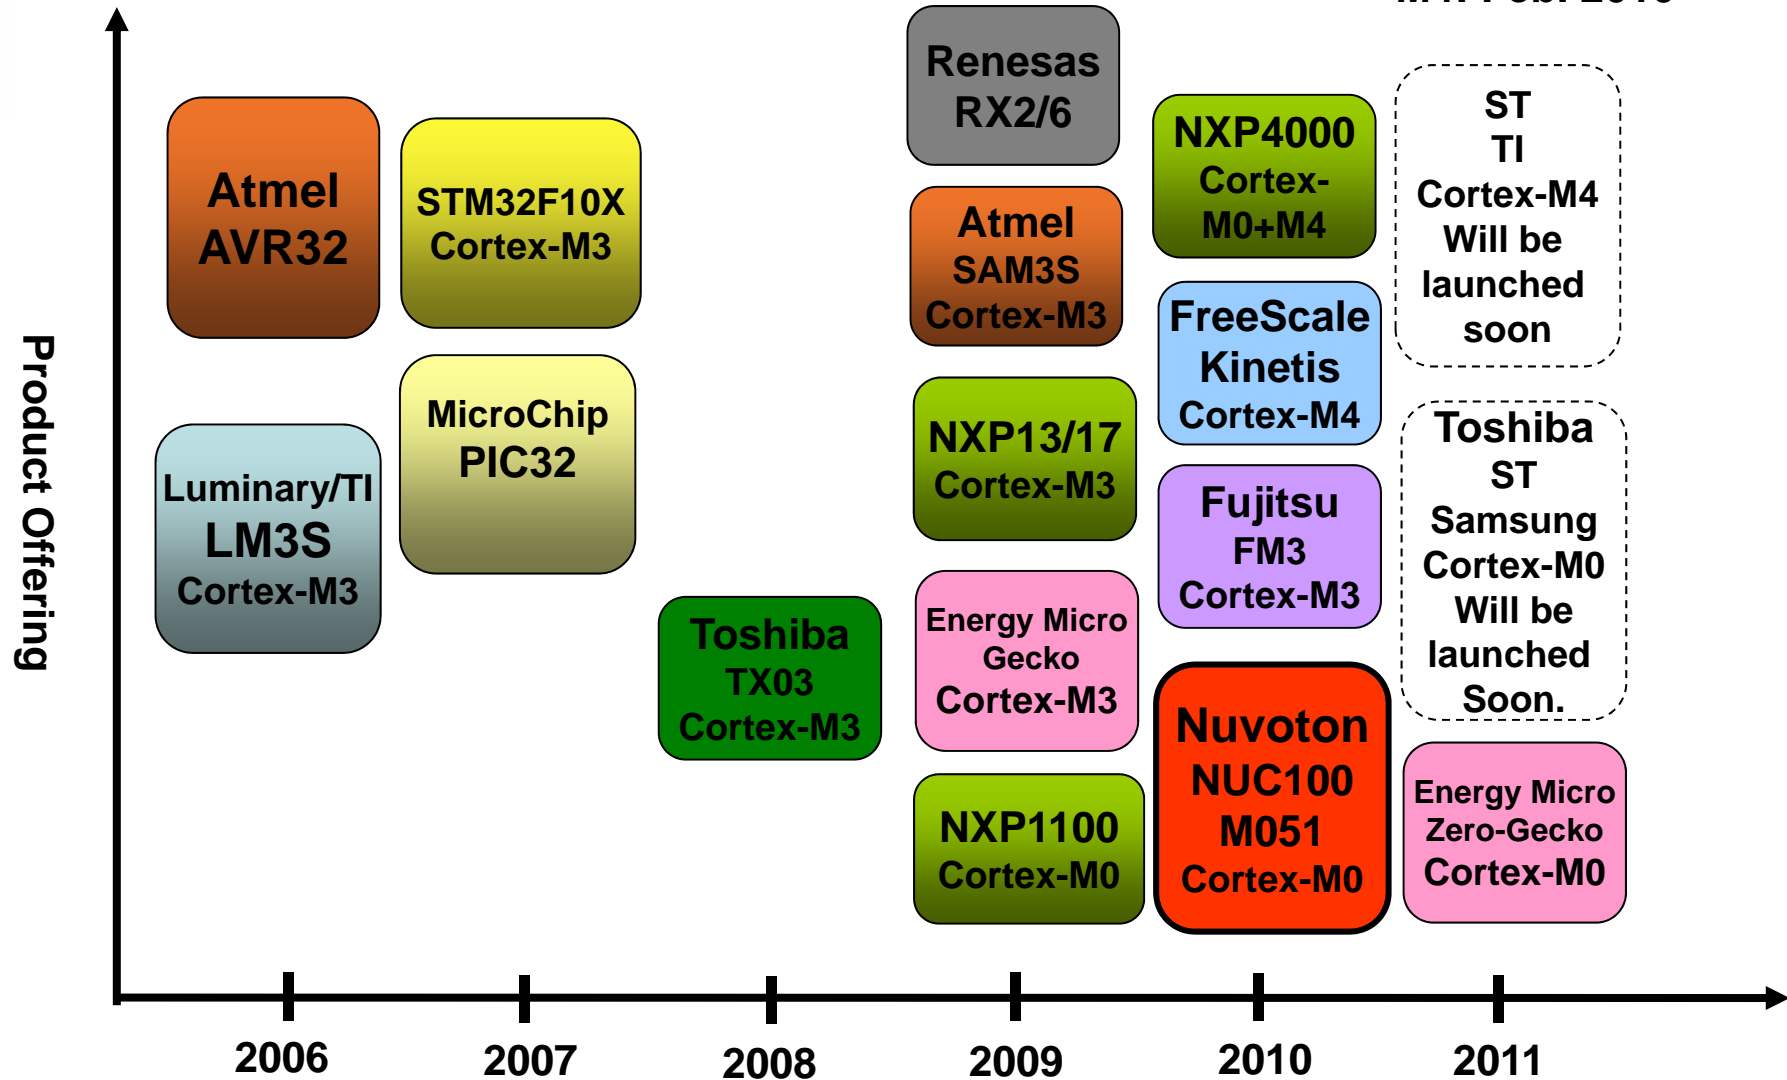 Renesas
RX2/6
Atmel
AVR32
STM32F10X
Cortex-M3
Atmel
SAM3S
Cortex-M3
NXP4000
Cortex-
M0+M4
ST
TI
Cortex-M4
Will be
launched
soon
Product Offering
Luminary/TI
LM3S
Cortex-M3
MicroChip
PIC32
NXP13/17
Cortex-M3
FreeScale
Kinetis
Cortex-M4
Toshiba
TX03
Cortex-M3
Energy Micro
Gecko
Cortex-M3
Fujitsu
FM3
Cortex-M3
Toshiba
ST
Samsung
Cortex-M0
Will be
launched
Soon.
NXP1100
Cortex-M0
Nuvoton
NUC100
M051
Cortex-M0
Energy Micro
Zero-Gecko
Cortex-M0
2006
2007
2008
2009
2010
2011